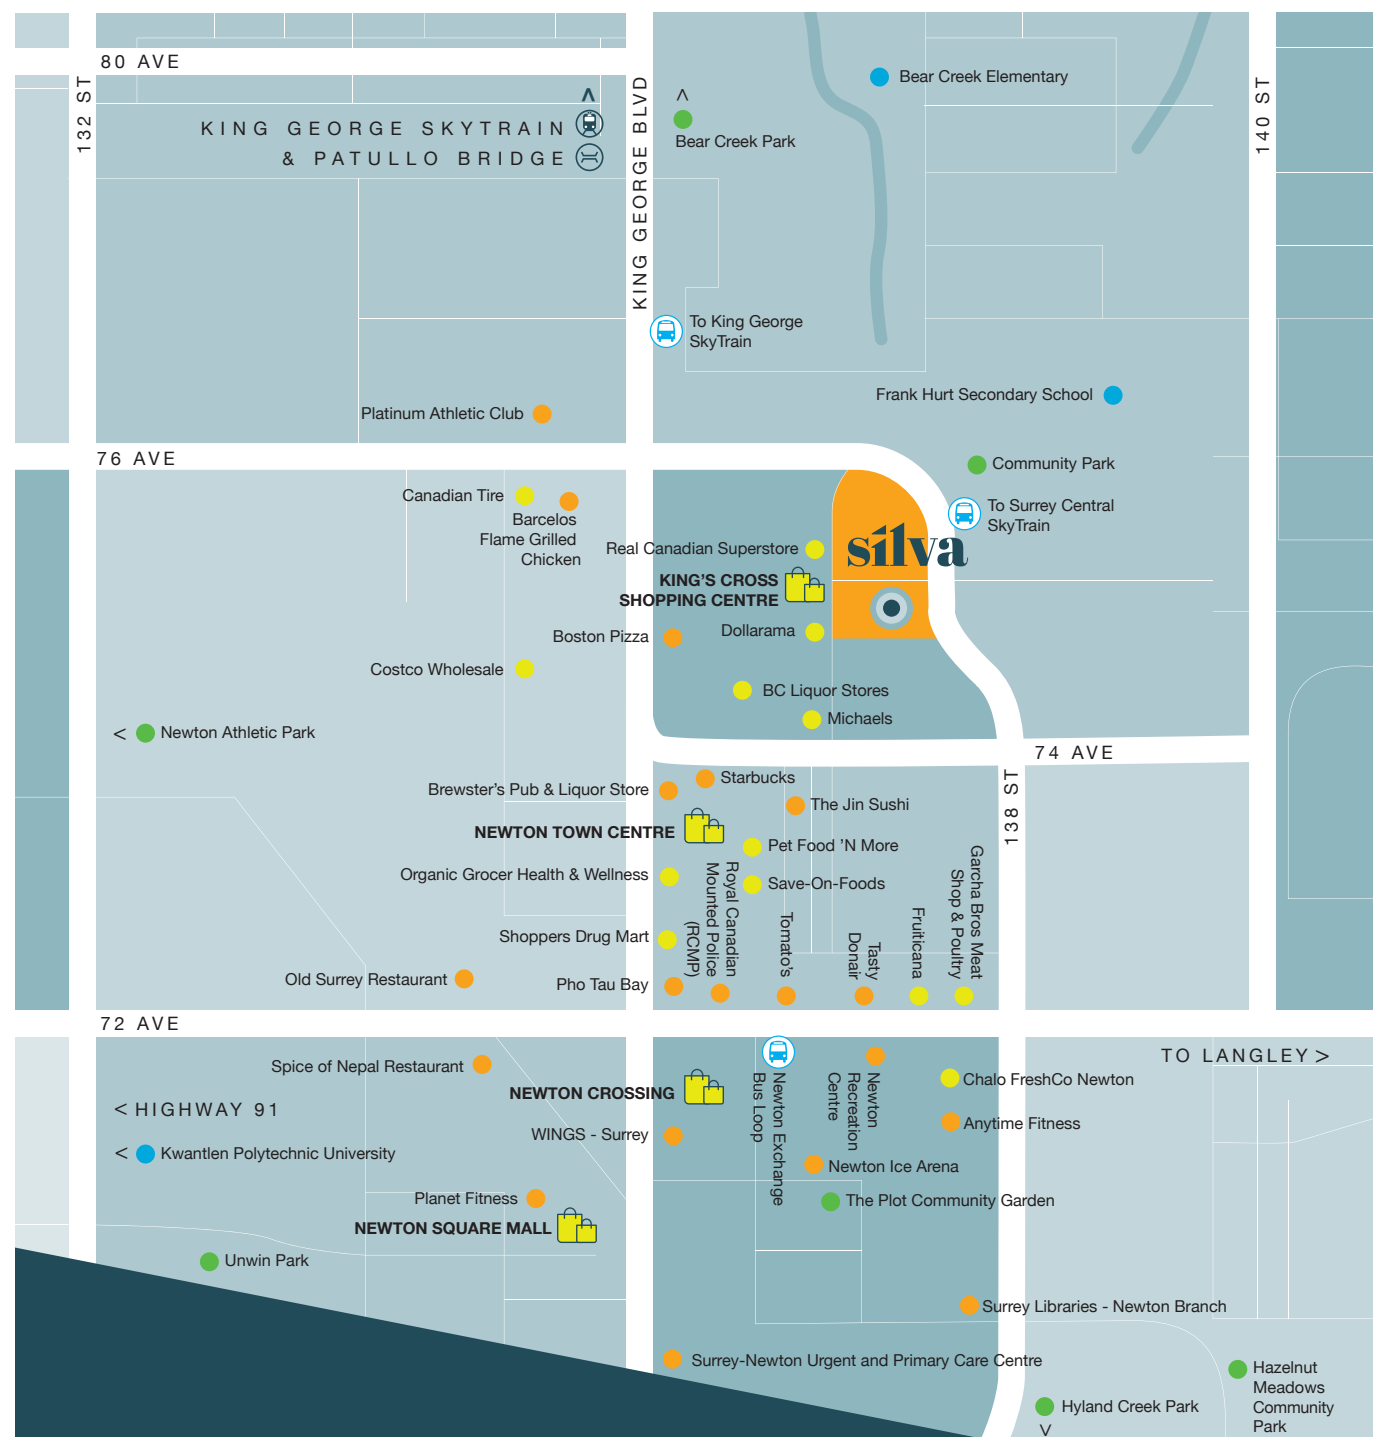 80 AVE
132 ST
KING GEORGE BLVD
140 ST
KING GEORGE SKYTRAIN
& PATULLO BRIDGE
Bear Creek Elementary
Bear Creek Park
To King George
SkyTrain
Frank Hurt Secondary School
Platinum Athletic Club
76 AVE
Community Park
Canadian Tire
Barcelos
Flame Grilled
Chicken
To Surrey Central
SkyTrain
silva
Real Canadian Superstore
KING'S CROSS
SHOPPING CENTRE
Boston Pizza
Dollarama
Costco Wholesale
BC Liquor Stores
Michaels
< Newton Athletic Park
74 AVE
138 ST
Starbucks
Brewster's Pub & Liquor Store
The Jin Sushi
NEWTON TOWN CENTRE
Pet Food 'N More
Organic Grocer Health & Wellness
Save-On-Foods
Shoppers Drug Mart
Old Surrey Restaurant
Pho Tau Bay
Royal Canadian
Mounted Police
(RCMP)
Tomato's
Tasty
Donair
Fruiticana
Garcha Bros Meat
Shop & Poultry
72 AVE
TO LANGLEY >
Spice of Nepal Restaurant
NEWTON CROSSING
Newton Exchange
Bus Loop
Newton
Recreation
Centre
Chalo FreshCo Newton
< HIGHWAY 91
Anytime Fitness
WINGS - Surrey
< Kwantlen Polytechnic University
Newton Ice Arena
Planet Fitness
The Plot Community Garden
NEWTON SQUARE MALL
Unwin Park
Surrey Libraries - Newton Branch
Surrey-Newton Urgent and Primary Care Centre
Hazelnut
Meadows
Community
Park
Hyland Creek Park